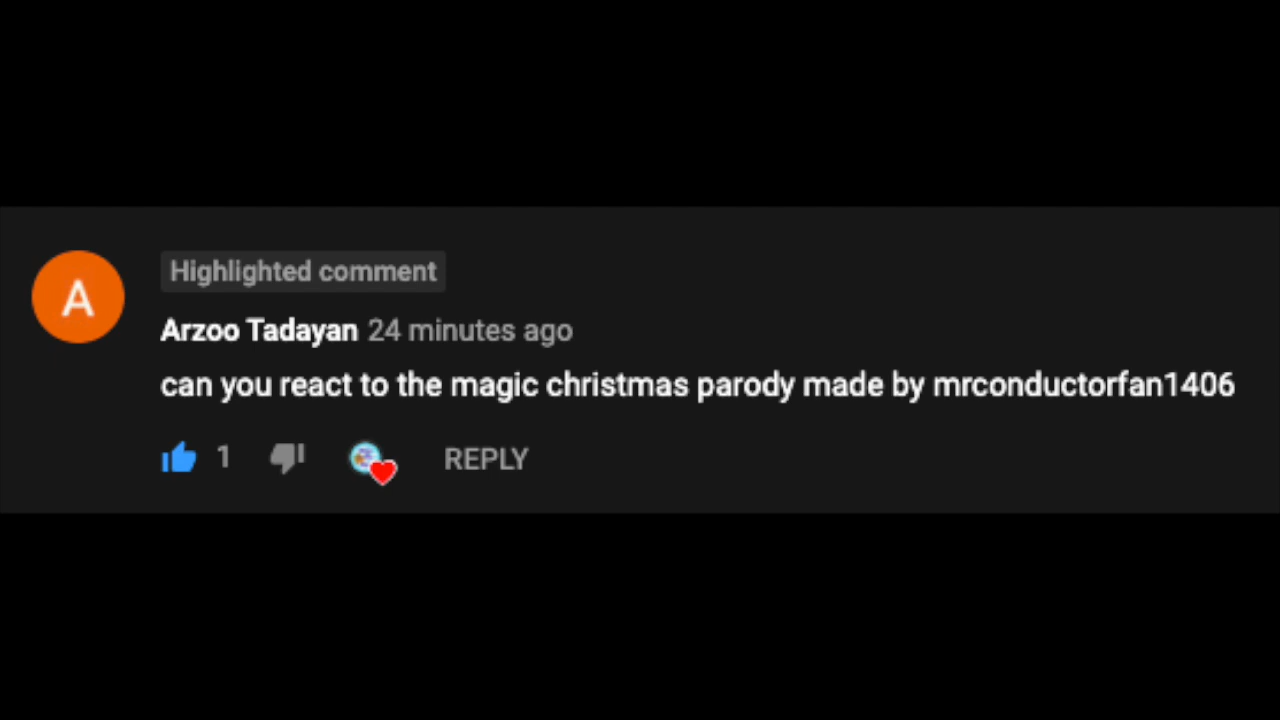 A
Highlighted comment
Arzoo Tadayan 24 minutes ago
can you react to the magic christmas parody made by mrconductorfan1406
1 REPLY